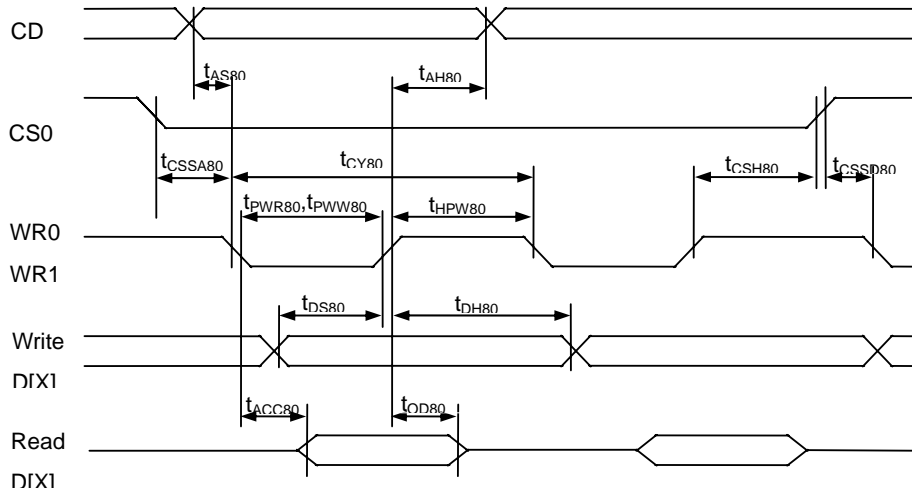 CD
tAS80 tAH80
CS0
tCSSA80 tCY80 tCSH80 tCSSD80
tPWR80,tPWW80 tHPW80
WR0
WR1
tDS80 tDH80
Write
D[X]
tACC80 tOD80
Read
D[X]